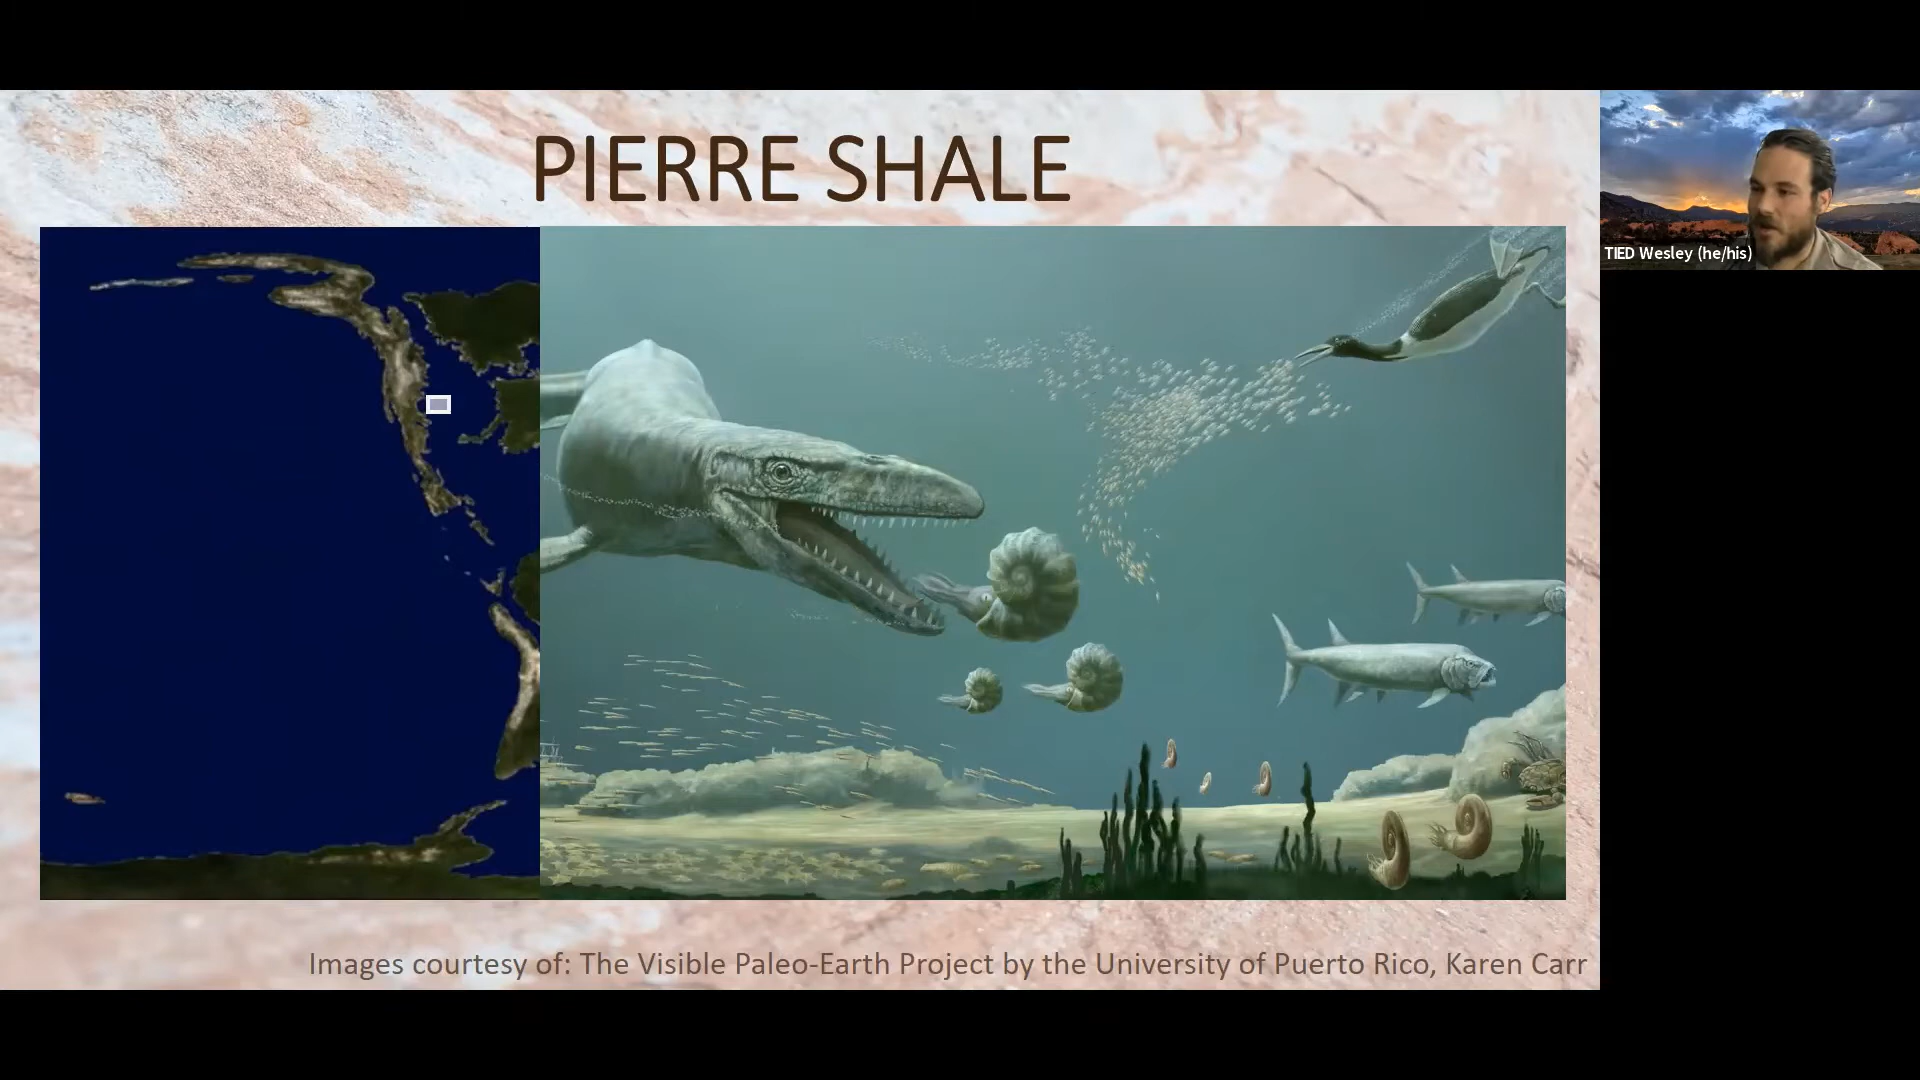 PIERRE SHALE
TIED Wesley (he/his)
Images courtesy of: The Visible Paleo-Earth Project by the University of Puerto Rico, Karen Carr